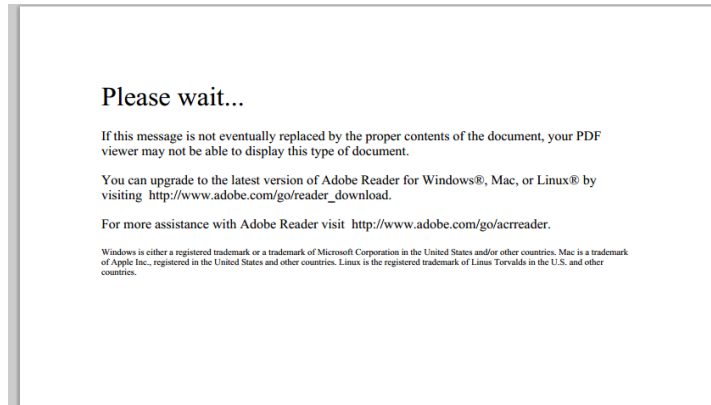 Please wait...
If this message is not eventually replaced by the proper contents of the document, your PDF
viewer may not be able to display this type of document.
You can upgrade to the latest version of Adobe Reader for Windows®, Mac, or Linux® by
visiting  http://www.adobe.com/go/reader_download.
For more assistance with Adobe Reader visit  http://www.adobe.com/go/acrreader.
Windows is either a registered trademark or a trademark of Microsoft Corporation in the United States and/or other countries. Mac is a trademark
of Apple Inc., registered in the United States and other countries. Linux is the registered trademark of Linus Torvalds in the U.S. and other
countries.